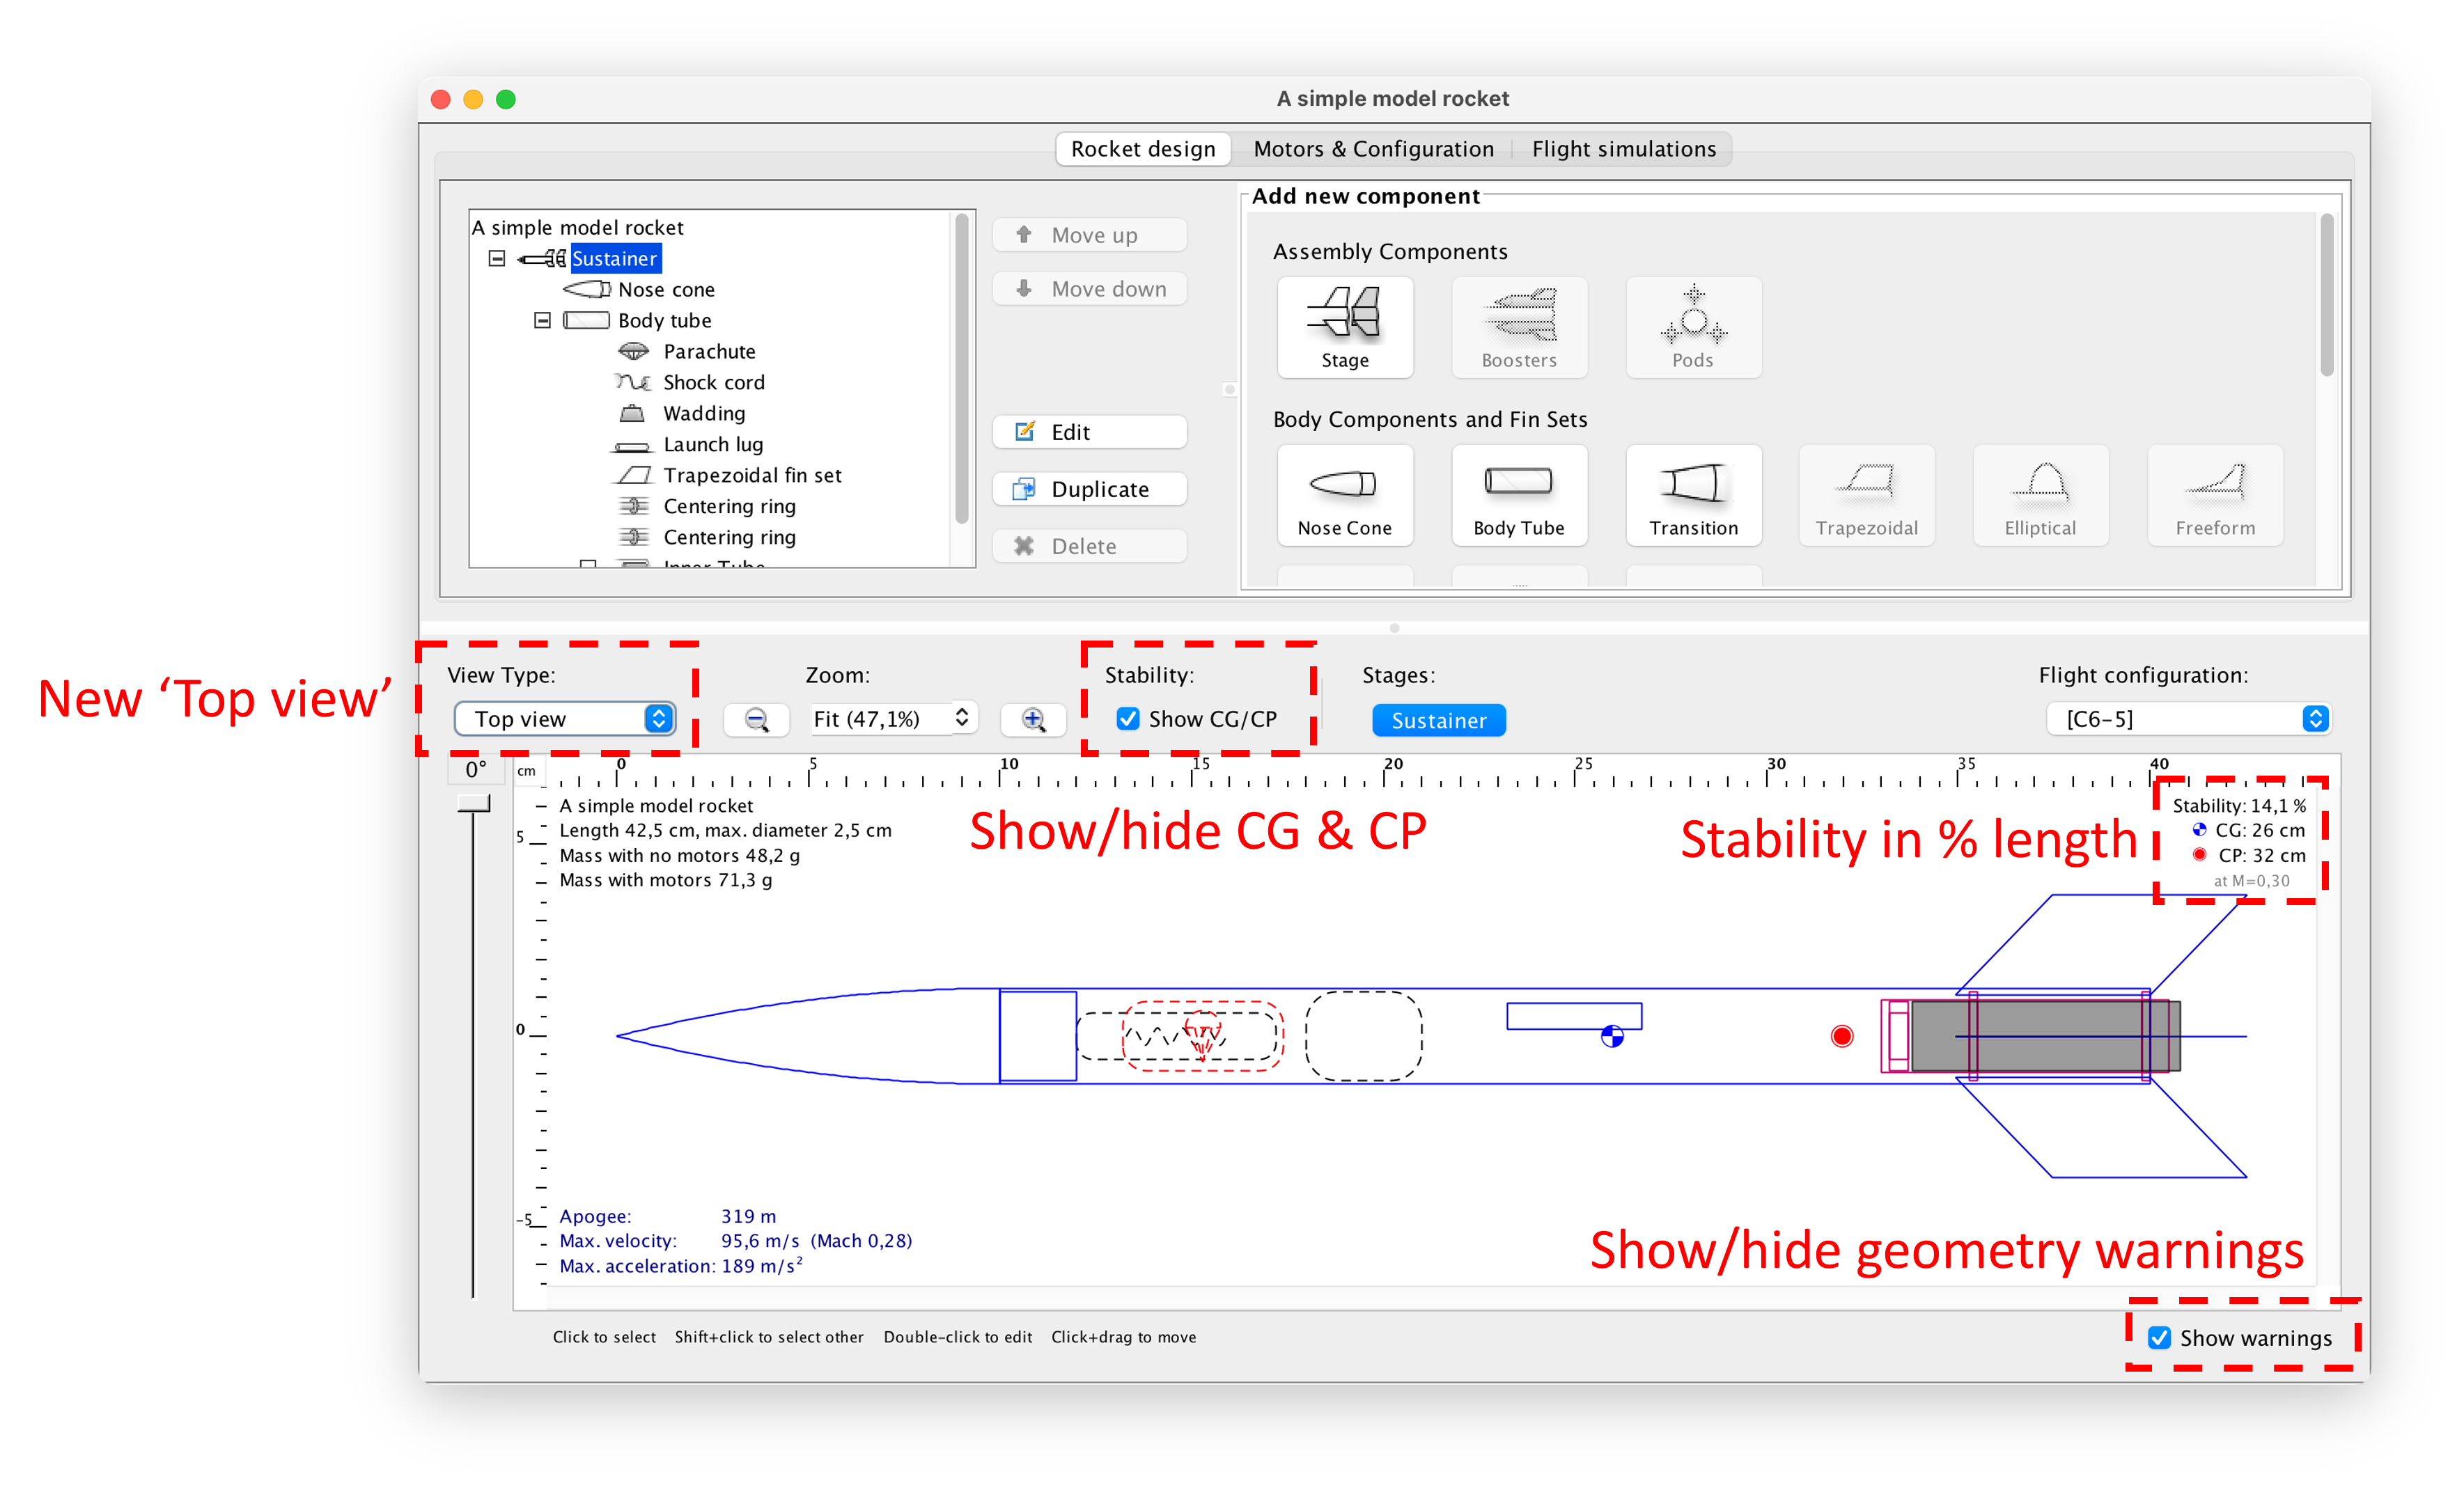 A simple model rocket
Rocket design
Motors & Configuration
Flight simulations
A simple model rocket
Sustainer
Nose cone
Body tube
Parachute
Shock cord
Wadding
Launch lug
Trapezoidal fin set
Centering ring
Centering ring
Inner Tube
Move up
Move down
Edit
Duplicate
Delete
Add new component
Assembly Components
Stage
Boosters
Pods
Body Components and Fin Sets
Nose Cone
Body Tube
Transition
Trapezoidal
Elliptical
Freeform
New ‘Top view’
View Type:
Top view
Zoom:
Fit (47,1%)
Stability:
Show CG/CP
Stages:
Sustainer
Flight configuration:
[C6-5]
0°
cm
0 5 10 15 20 25 30 35 40
5
0
-5
A simple model rocket
Length 42,5 cm, max. diameter 2,5 cm
Mass with no motors 48,2 g
Mass with motors 71,3 g
Show/hide CG & CP
Stability in % length
Stability: 14,1 %
CG: 26 cm
CP: 32 cm
at M=0,30
Apogee: 319 m
Max. velocity: 95,6 m/s (Mach 0,28)
Max. acceleration: 189 m/s²
Show/hide geometry warnings
Click to select Shift+click to select other Double-click to edit Click+drag to move
Show warnings